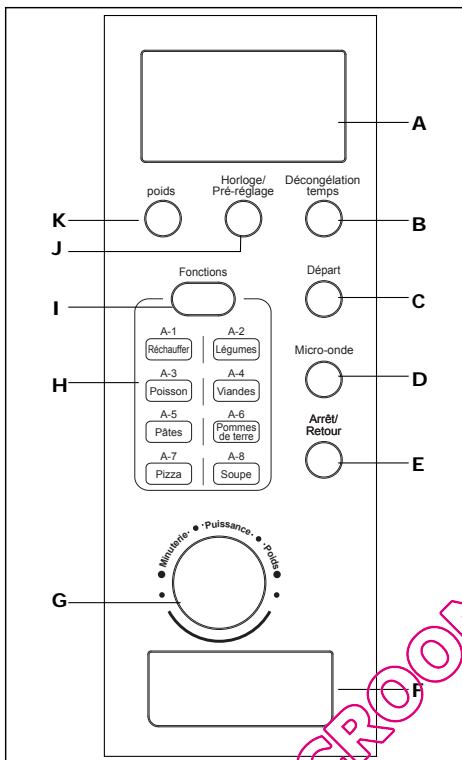 A
poids
Horloge/
Pré-réglage
Décongélation
temps
K
J
B
Fonctions
Départ
I
C
A-1
Réchauffer
A-2
Légumes
Micro-onde
A-3
Poisson
A-4
Viandes
H
D
A-5
Pâtes
A-6
Pommes
de terre
Arrêt/
Retour
A-7
Pizza
A-8
Soupe
E
Minuterie Puissance Poids
G
F